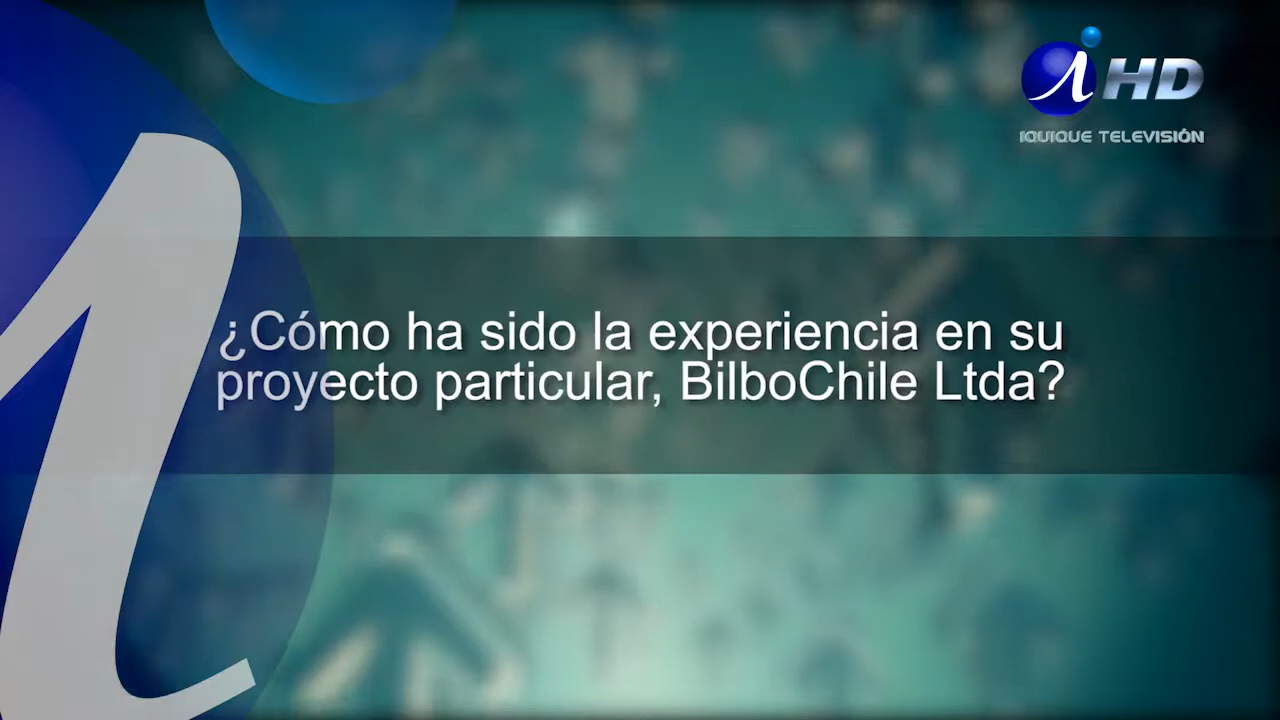 HD
IQUIQUE TELEVISIÓN
¿Cómo ha sido la experiencia en su
proyecto particular, BilboChile Ltda?